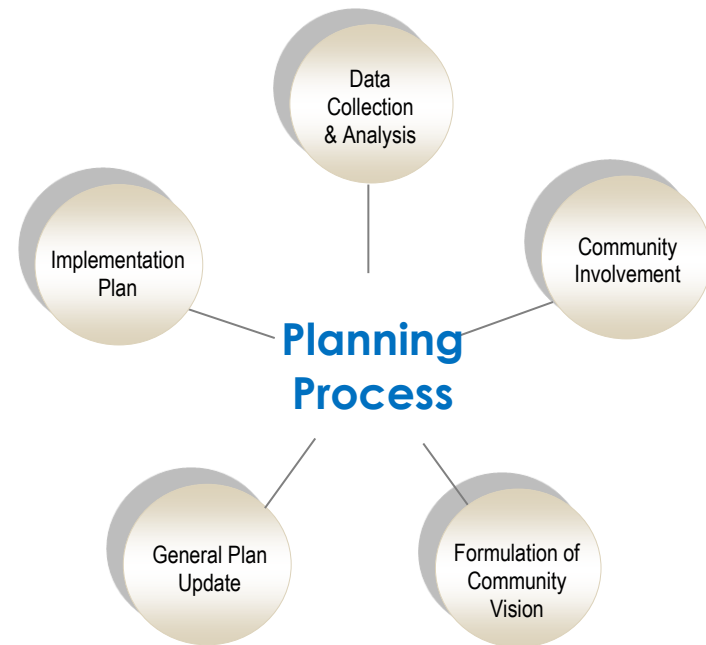 Data
Collection
& Analysis
Community
Involvement
Formulation of
Community
Vision
General Plan
Update
Implementation
Plan
Planning
Process